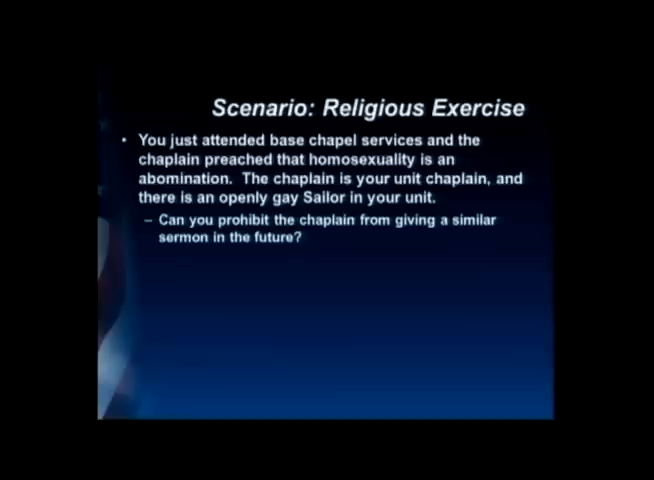 Scenario: Religious Exercise
• You just attended base chapel services and the
chaplain preached that homosexuality is an
abomination. The chaplain is your unit chaplain, and
there is an openly gay Sailor in your unit.
– Can you prohibit the chaplain from giving a similar
sermon in the future?